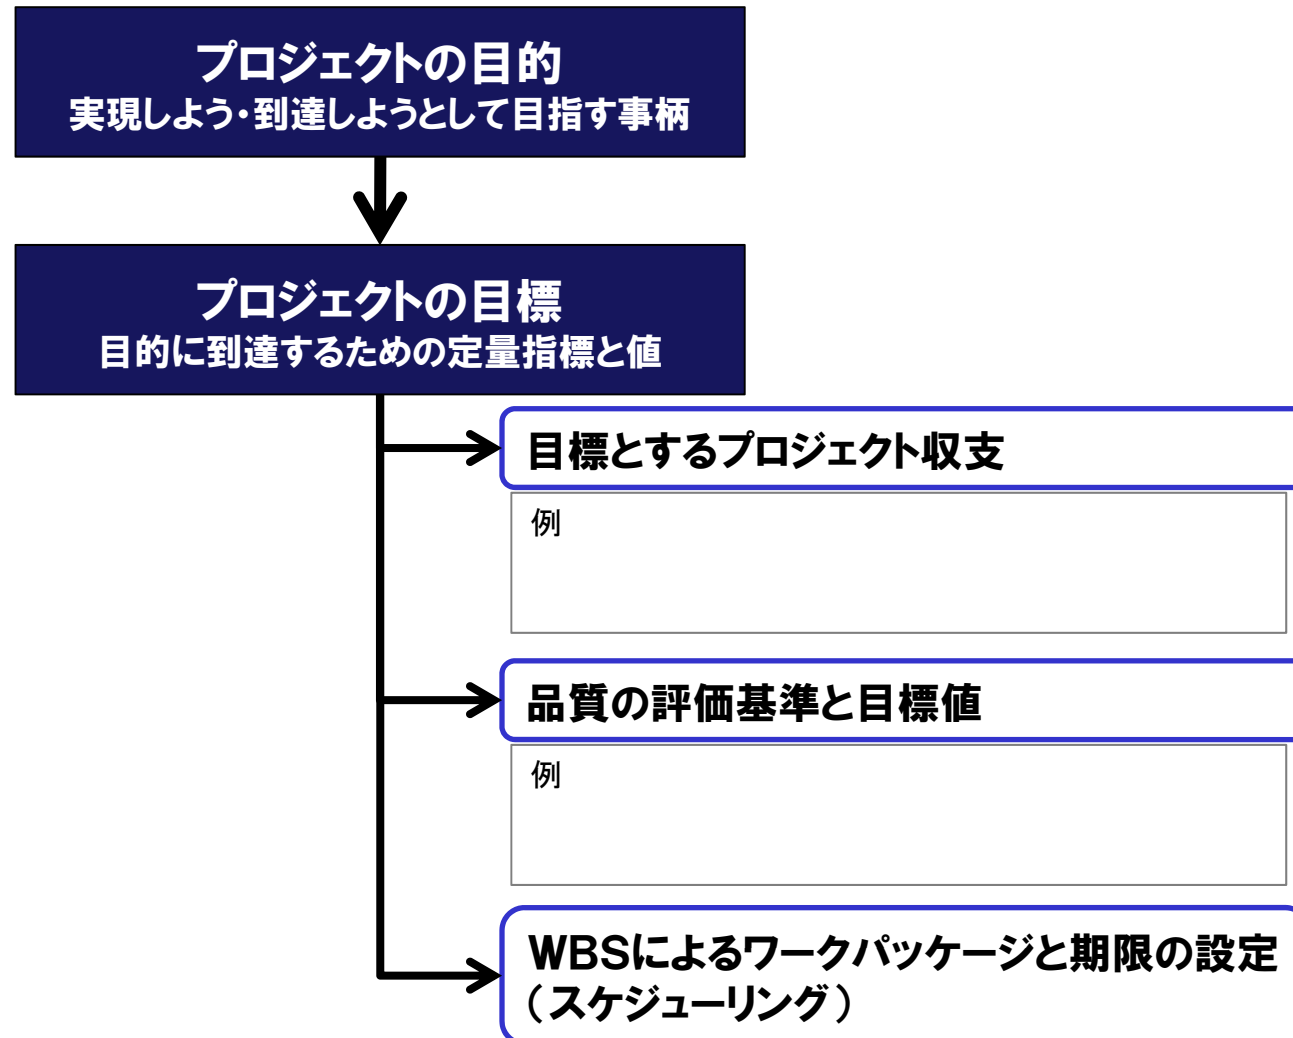 プロジェクトの目的
実現しよう・到達しようとして目指す事柄
プロジェクトの目標
目的に到達するための定量指標と値
目標とするプロジェクト収支
例
品質の評価基準と目標値
例
WBSによるワークパッケージと期限の設定
（スケジューリング）